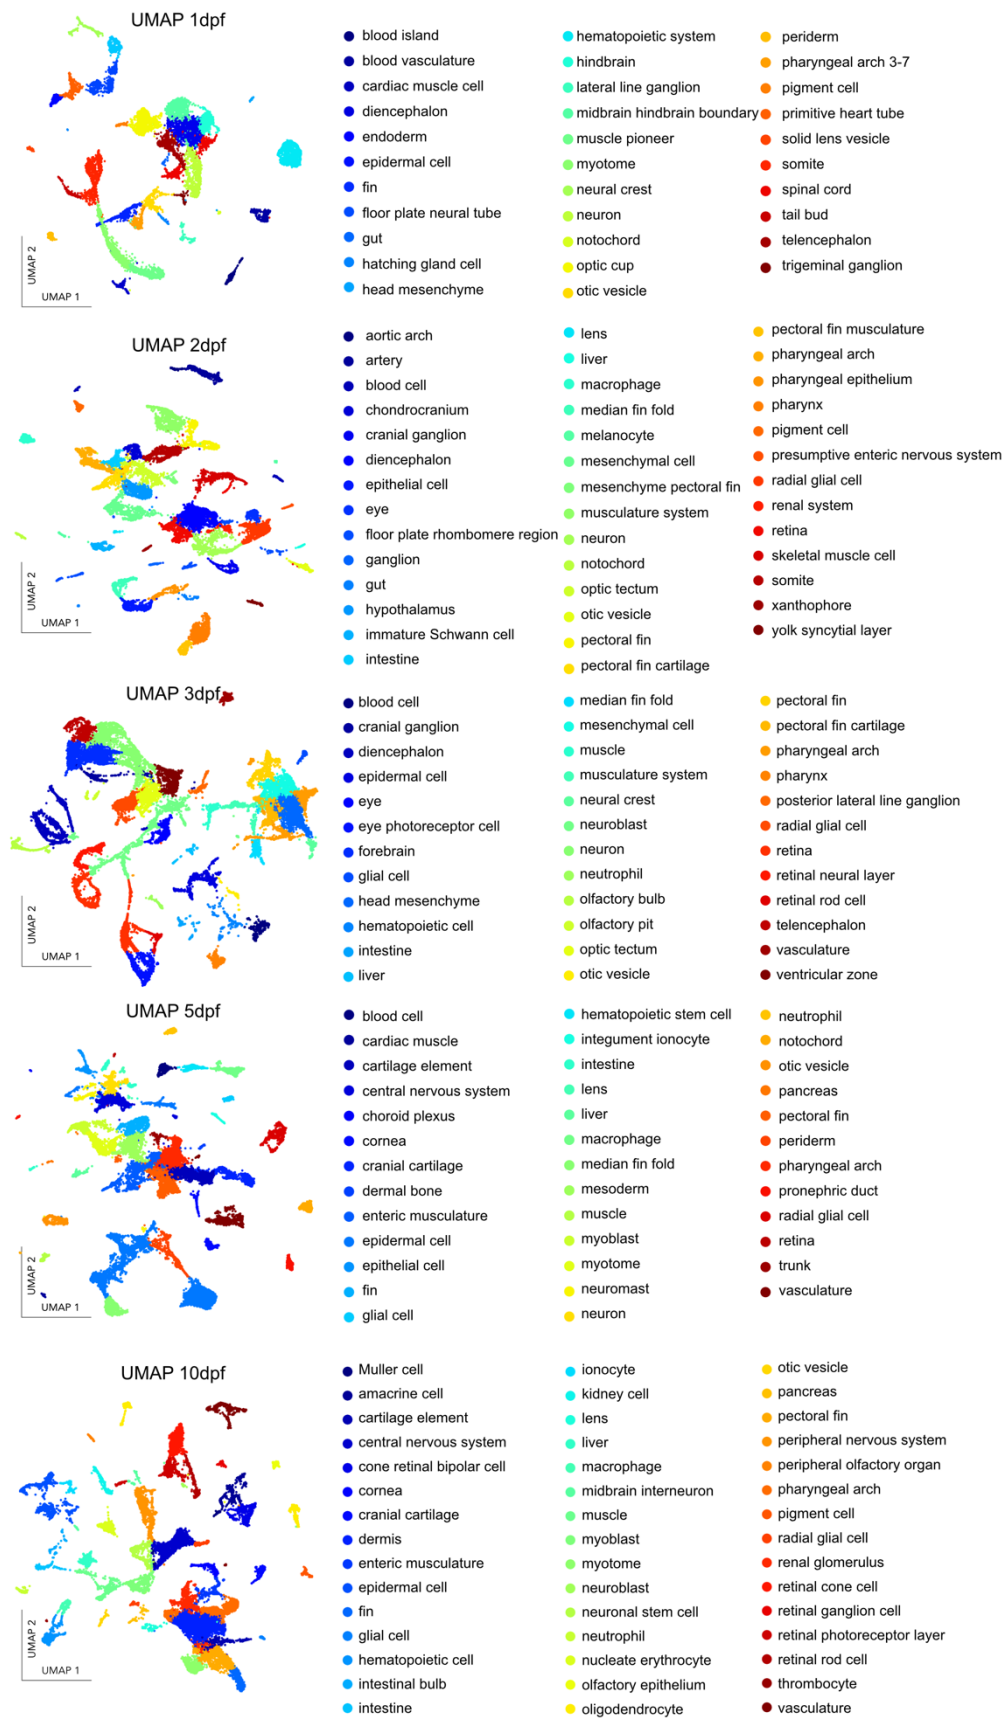 UMAP 1dpf
blood island
blood vasculature
cardiac muscle cell
diencephalon
endoderm
epidermal cell
fin
floor plate neural tube
gut
hatching gland cell
head mesenchyme
hematopoietic system
hindbrain
lateral line ganglion
midbrain hindbrain boundary
muscle pioneer
myotome
neural crest
neuron
notochord
optic cup
otic vesicle
periderm
pharyngeal arch 3-7
pigment cell
primitive heart tube
solid lens vesicle
somite
spinal cord
tail bud
telencephalon
trigeminal ganglion
UMAP 2
UMAP 1
UMAP 2dpf
aortic arch
artery
blood cell
chondrocranium
cranial ganglion
diencephalon
epithelial cell
eye
floor plate rhombomere region
ganglion
gut
hypothalamus
immature Schwann cell
intestine
lens
liver
macrophage
median fin fold
melanocyte
mesenchymal cell
mesenchyme pectoral fin
musculature system
neuron
notochord
optic tectum
otic vesicle
pectoral fin
pectoral fin cartilage
pectoral fin musculature
pharyngeal arch
pharyngeal epithelium
pharynx
pigment cell
presumptive enteric nervous system
radial glial cell
renal system
retina
skeletal muscle cell
somite
xanthophore
yolk syncytial layer
UMAP 2
UMAP 1
UMAP 3dpf
blood cell
cranial ganglion
diencephalon
epidermal cell
eye
eye photoreceptor cell
forebrain
glial cell
head mesenchyme
hematopoietic cell
intestine
liver
median fin fold
mesenchymal cell
muscle
musculature system
neural crest
neuroblast
neuron
neutrophil
olfactory bulb
olfactory pit
optic tectum
otic vesicle
pectoral fin
pectoral fin cartilage
pharyngeal arch
pharynx
posterior lateral line ganglion
radial glial cell
retina
retinal neural layer
retinal rod cell
telencephalon
vasculature
ventricular zone
UMAP 2
UMAP 1
UMAP 5dpf
blood cell
cardiac muscle
cartilage element
central nervous system
choroid plexus
cornea
cranial cartilage
dermal bone
enteric musculature
epidermal cell
epithelial cell
fin
glial cell
hematopoietic stem cell
integument ionocyte
intestine
lens
liver
macrophage
median fin fold
mesoderm
muscle
myoblast
myotome
neuromast
neuron
neutrophil
notochord
otic vesicle
pancreas
pectoral fin
periderm
pharyngeal arch
pronephric duct
radial glial cell
retina
trunk
vasculature
UMAP 2
UMAP 1
UMAP 10dpf
Muller cell
amacrine cell
cartilage element
central nervous system
cone retinal bipolar cell
cornea
cranial cartilage
dermis
enteric musculature
epidermal cell
fin
glial cell
hematopoietic cell
intestinal bulb
intestine
ionocyte
kidney cell
lens
liver
macrophage
midbrain interneuron
muscle
myoblast
myotome
neuroblast
neuronal stem cell
neutrophil
nucleate erythrocyte
olfactory epithelium
oligodendrocyte
otic vesicle
pancreas
pectoral fin
peripheral nervous system
peripheral olfactory organ
pharyngeal arch
pigment cell
radial glial cell
renal glomerulus
retinal cone cell
retinal ganglion cell
retinal photoreceptor layer
retinal rod cell
thrombocyte
vasculature
UMAP 2
UMAP 1